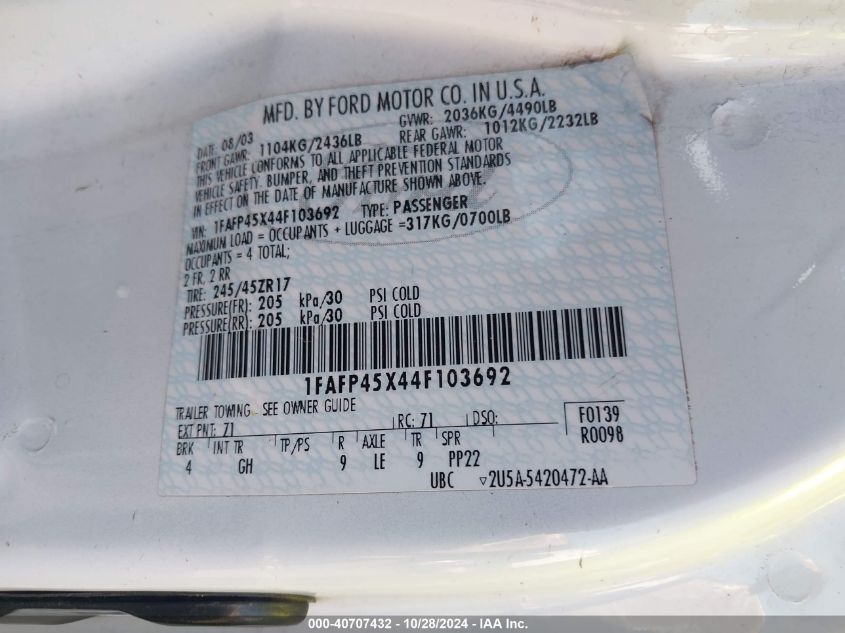 MFD. BY FORD MOTOR CO. IN U.S.A.
DATE: 08/03 GVWR: 2036KG/4490LB
FRONT GAWR: 1104KG/2436LB REAR GAWR: 1012KG/2232LB
THIS VEHICLE CONFORMS TO ALL APPLICABLE FEDERAL MOTOR
VEHICLE SAFETY, BUMPER, AND THEFT PREVENTION STANDARDS
IN EFFECT ON THE DATE OF MANUFACTURE SHOWN ABOVE.
VIN: 1FAFP45X44F103692 TYPE: PASSENGER
MAXIMUN LOAD = OCCUPANTS + LUGGAGE =317KG/0700LB
OCCUPANTS = 4 TOTAL;
2 FR, 2 RR
TIRE: 245/45ZR17
PRESSURE(FR): 205 kPa/30 PSI COLD
PRESSURE(RR): 205 kPa/30 PSI COLD
1FAFP45X44F103692
TRAILER TOWING - SEE OWNER GUIDE
EXT PNT: 71 RC: 71 DSO: F0139
BRK INT TR TP/PS R AXLE TR SPR R0098
4 GH 9 LE 9 PP22
UBC ▽2U5A-5420472-AA
000-40707432 - 10/28/2024 - IAA Inc.